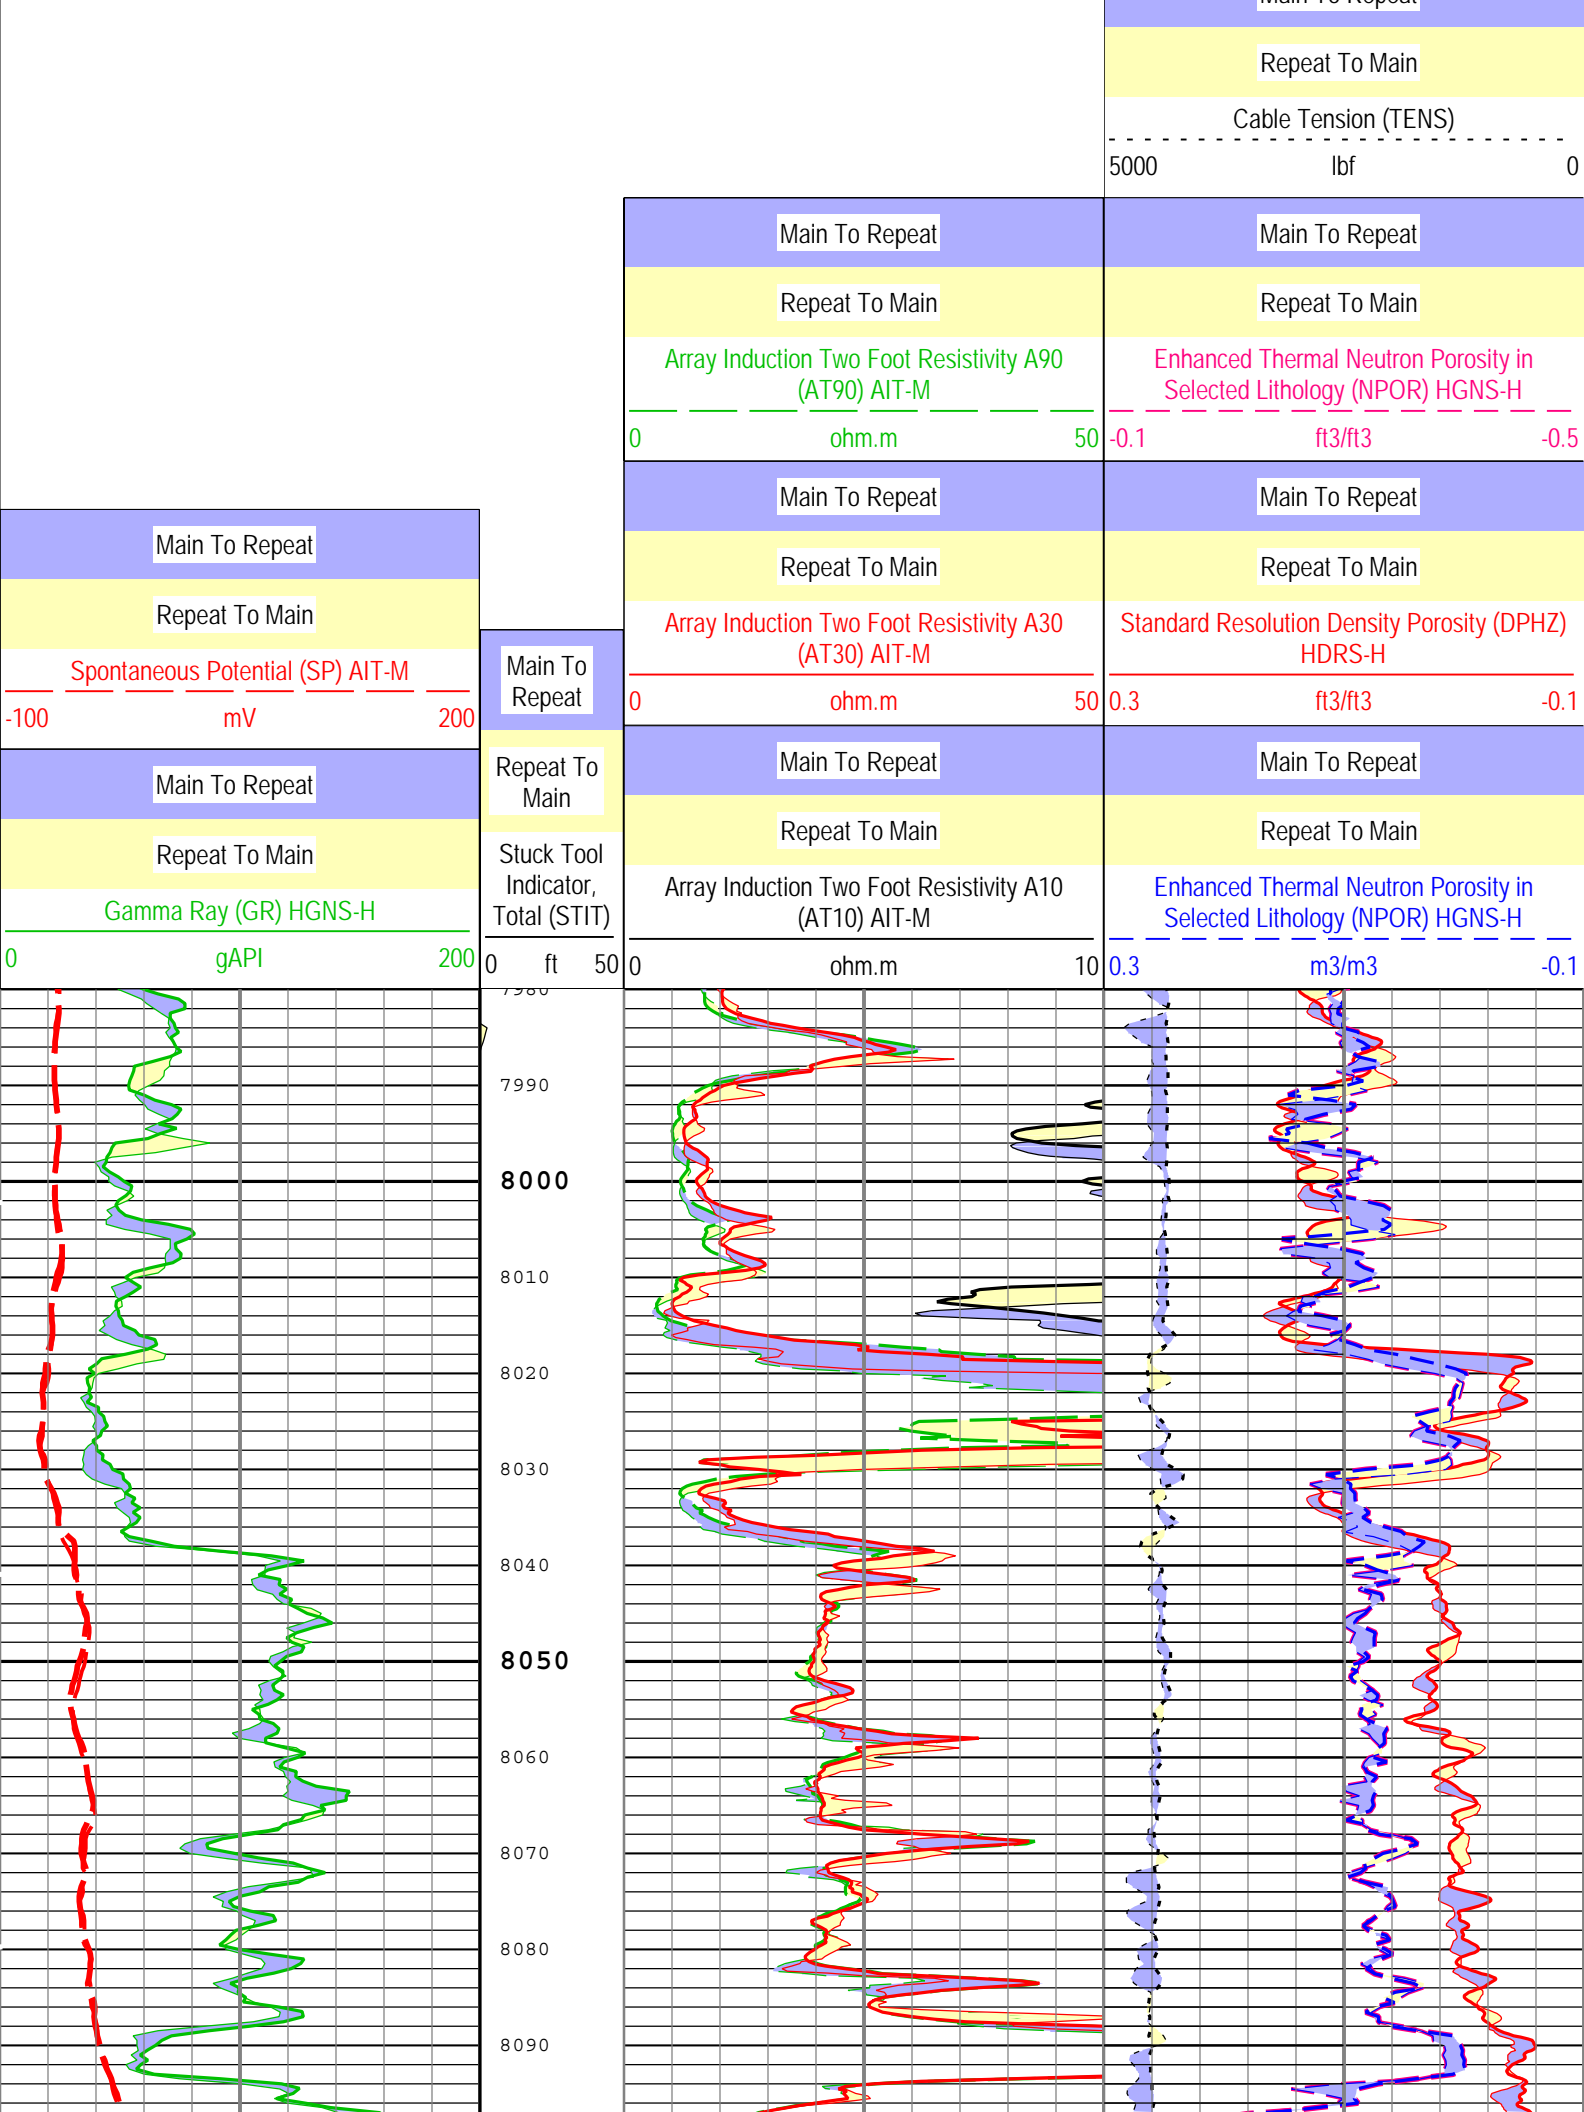 Main To Repeat
Repeat To Main
Cable Tension (TENS)
5000 lbf 0
Main To Repeat
Repeat To Main
Array Induction Two Foot Resistivity A90
(AT90) AIT-M
0 ohm.m 50
Main To Repeat
Repeat To Main
Enhanced Thermal Neutron Porosity in
Selected Lithology (NPOR) HGNS-H
-0.1 ft3/ft3 -0.5
Main To Repeat
Repeat To Main
Array Induction Two Foot Resistivity A30
(AT30) AIT-M
0 ohm.m 50
Main To Repeat
Repeat To Main
Standard Resolution Density Porosity (DPHZ)
HDRS-H
0.3 ft3/ft3 -0.1
Main To Repeat
Repeat To Main
Spontaneous Potential (SP) AIT-M
-100 mV 200
Main To Repeat
Repeat To Main
Gamma Ray (GR) HGNS-H
0 gAPI 200
Main To
Repeat
Repeat To
Main
Stuck Tool
Indicator,
Total (STIT)
0 ft 50
Main To Repeat
Repeat To Main
Array Induction Two Foot Resistivity A10
(AT10) AIT-M
0 ohm.m 10
Main To Repeat
Repeat To Main
Enhanced Thermal Neutron Porosity in
Selected Lithology (NPOR) HGNS-H
0.3 m3/m3 -0.1
7980
7990
8000
8010
8020
8030
8040
8050
8060
8070
8080
8090